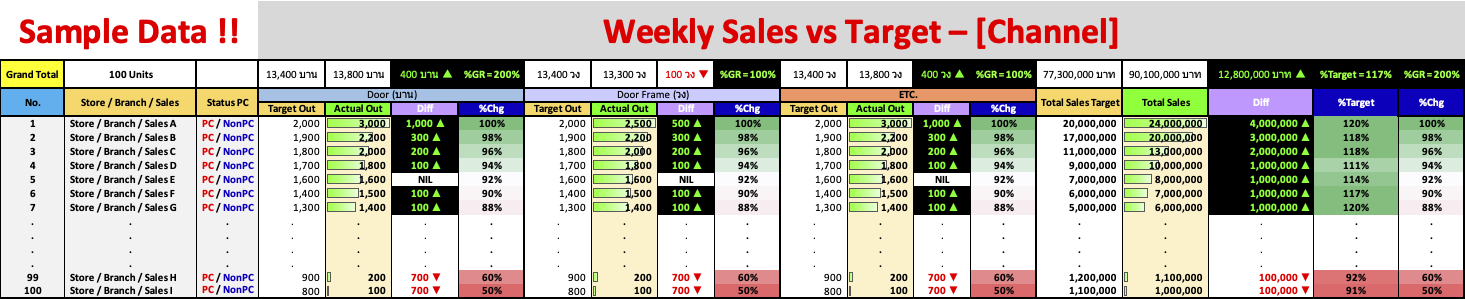 Sample Data !! Weekly Sales vs Target – [Channel]
Grand Total 100 Units 13,400 บาน 13,800 บาน 400 บาน ▲ %GR=200% 13,400 วง 13,300 วง 100 วง ▼ %GR=100% 13,400 วง 13,800 วง 400 วง ▲ %GR=100% 77,300,000 บาท 90,100,000 บาท 12,800,000 บาท ▲ %Target=117% %GR=200%
No. Store / Branch / Sales Status PC Door (บาน) Door Frame (วง) ETC. Total Sales Target Total Sales Diff %Target %Chg
Target Out Actual Out Diff %Chg Target Out Actual Out Diff %Chg Target Out Actual Out Diff %Chg
1 Store / Branch / Sales A PC / NonPC 2,000 3,000 1,000 ▲ 100% 2,000 2,500 500 ▲ 100% 2,000 3,000 1,000 ▲ 100% 20,000,000 24,000,000 4,000,000 ▲ 120% 100%
2 Store / Branch / Sales B PC / NonPC 1,900 2,200 300 ▲ 98% 1,900 2,200 300 ▲ 98% 1,900 2,200 300 ▲ 98% 17,000,000 20,000,000 3,000,000 ▲ 118% 98%
3 Store / Branch / Sales C PC / NonPC 1,800 2,000 200 ▲ 96% 1,800 2,000 200 ▲ 96% 1,800 2,000 200 ▲ 96% 11,000,000 13,000,000 2,000,000 ▲ 118% 96%
4 Store / Branch / Sales D PC / NonPC 1,700 1,800 100 ▲ 94% 1,700 1,800 100 ▲ 94% 1,700 1,800 100 ▲ 94% 9,000,000 10,000,000 1,000,000 ▲ 111% 94%
5 Store / Branch / Sales E PC / NonPC 1,600 1,600 NIL 92% 1,600 1,600 NIL 92% 1,600 1,600 NIL 92% 7,000,000 8,000,000 1,000,000 ▲ 114% 92%
6 Store / Branch / Sales F PC / NonPC 1,400 1,500 100 ▲ 90% 1,400 1,500 100 ▲ 90% 1,400 1,500 100 ▲ 90% 6,000,000 7,000,000 1,000,000 ▲ 117% 90%
7 Store / Branch / Sales G PC / NonPC 1,300 1,400 100 ▲ 88% 1,300 1,400 100 ▲ 88% 1,300 1,400 100 ▲ 88% 5,000,000 6,000,000 1,000,000 ▲ 120% 88%
. . . . . . . . . . . . . . . . . . . .
. . . . . . . . . . . . . . . . . . . .
. . . . . . . . . . . . . . . . . . . .
. . . . . . . . . . . . . . . . . . . .
99 Store / Branch / Sales H PC / NonPC 900 200 700 ▼ 60% 900 200 700 ▼ 60% 900 200 700 ▼ 60% 1,200,000 1,100,000 100,000 ▼ 92% 60%
100 Store / Branch / Sales I PC / NonPC 800 100 700 ▼ 50% 800 100 700 ▼ 50% 800 100 700 ▼ 50% 1,100,000 1,000,000 100,000 ▼ 91% 50%